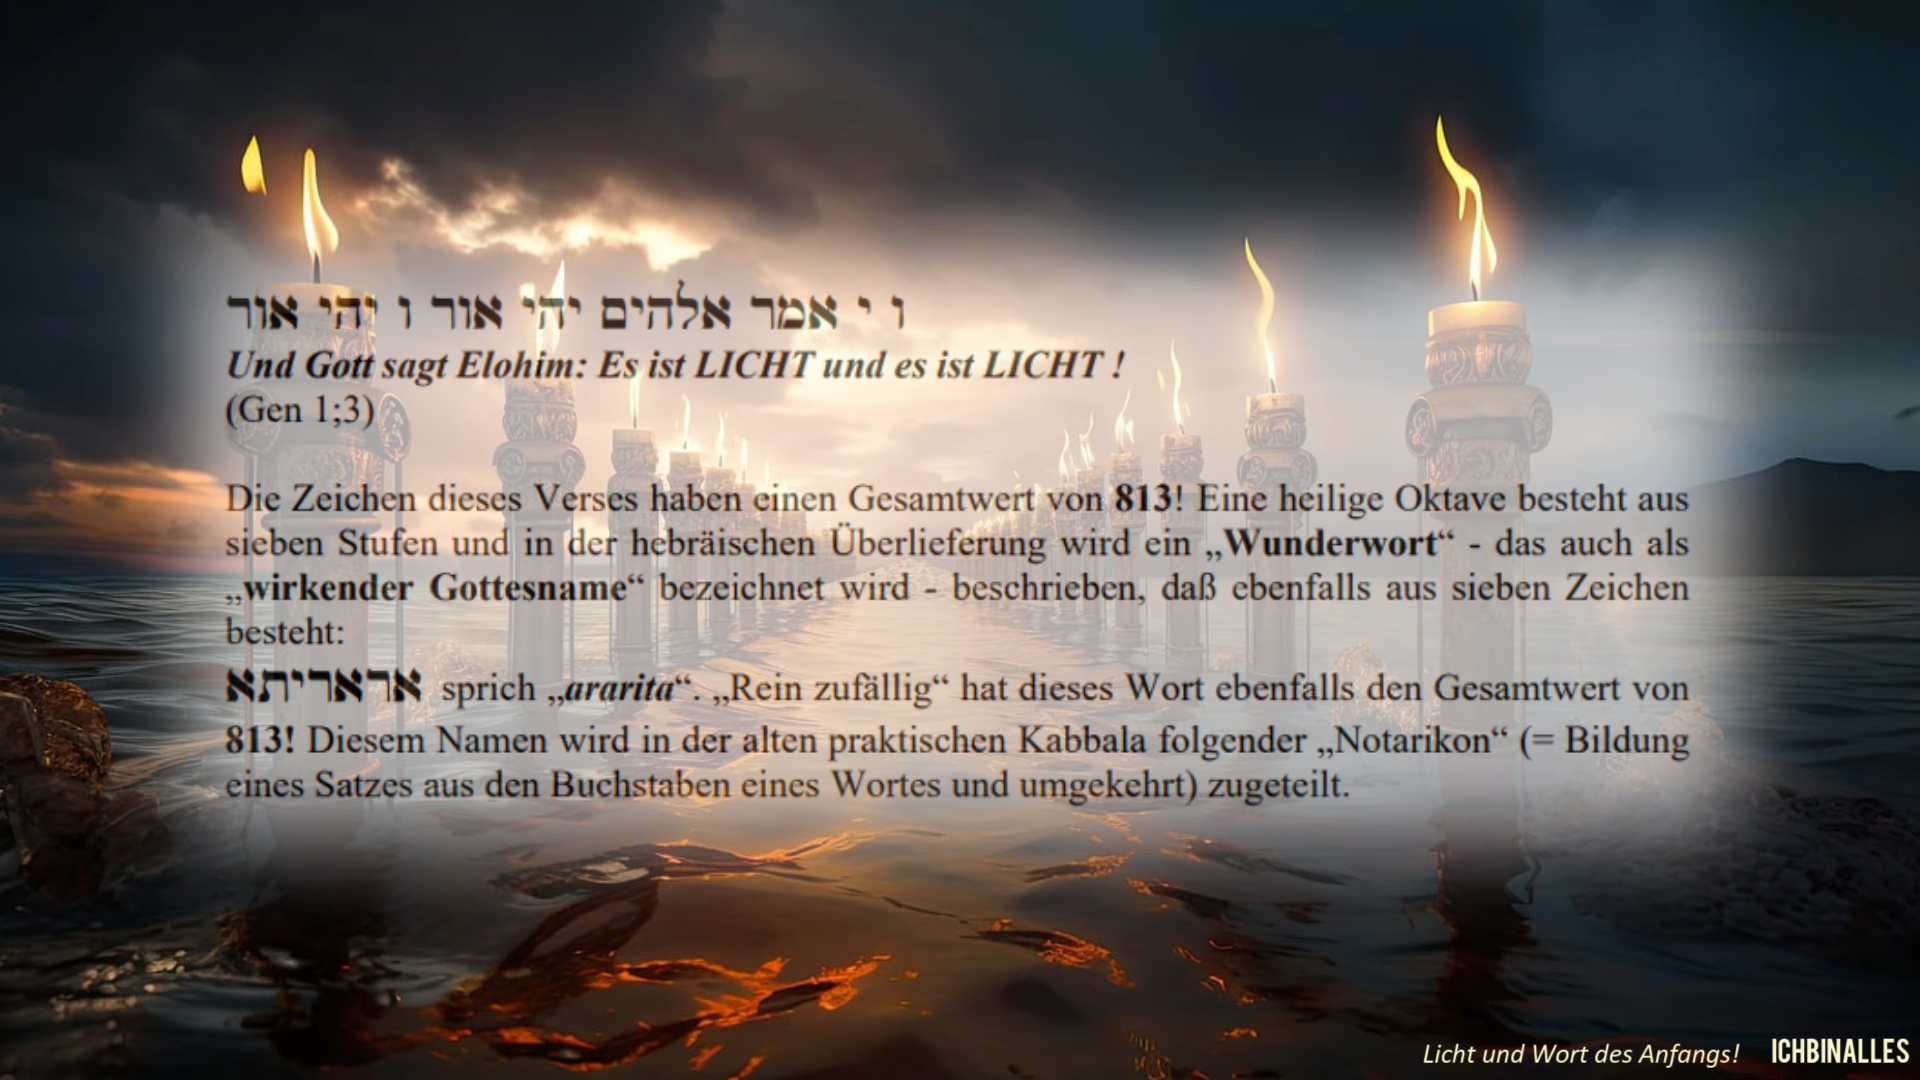 ו י אמר אלהים יהי אור ו יהי אור
Und Gott sagt Elohim: Es ist LICHT und es ist LICHT !
(Gen 1;3)
Die Zeichen dieses Verses haben einen Gesamtwert von 813! Eine heilige Oktave besteht aus
sieben Stufen und in der hebräischen Überlieferung wird ein „Wunderwort“ - das auch als
„wirkender Gottesname“ bezeichnet wird - beschrieben, daß ebenfalls aus sieben Zeichen
besteht:
אראריתא sprich „ararita“. „Rein zufällig“ hat dieses Wort ebenfalls den Gesamtwert von
813! Diesem Namen wird in der alten praktischen Kabbala folgender „Notarikon“ (= Bildung
eines Satzes aus den Buchstaben eines Wortes und umgekehrt) zugeteilt.
Licht und Wort des Anfangs! ICHBINALLES